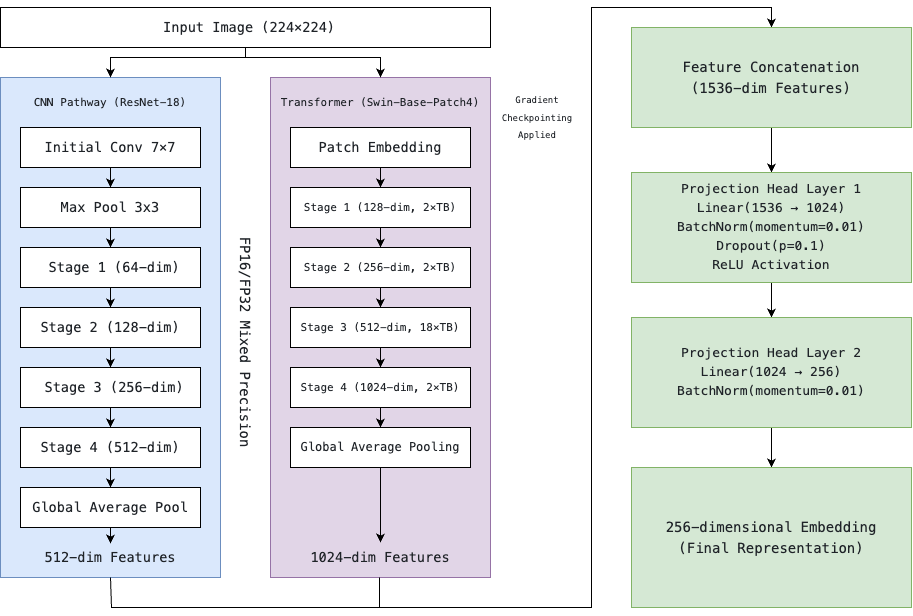 Input Image (224×224)
CNN Pathway (ResNet-18)
Initial Conv 7×7
Max Pool 3x3
Stage 1 (64-dim)
Stage 2 (128-dim)
Stage 3 (256-dim)
Stage 4 (512-dim)
Global Average Pool
512-dim Features
FP16/FP32 Mixed Precision
Transformer (Swin-Base-Patch4)
Patch Embedding
Stage 1 (128-dim, 2×TB)
Stage 2 (256-dim, 2×TB)
Stage 3 (512-dim, 18×TB)
Stage 4 (1024-dim, 2×TB)
Global Average Pooling
1024-dim Features
Gradient
Checkpointing
Applied
Feature Concatenation
(1536-dim Features)
Projection Head Layer 1
Linear(1536 → 1024)
BatchNorm(momentum=0.01)
Dropout(p=0.1)
ReLU Activation
Projection Head Layer 2
Linear(1024 → 256)
BatchNorm(momentum=0.01)
256-dimensional Embedding
(Final Representation)